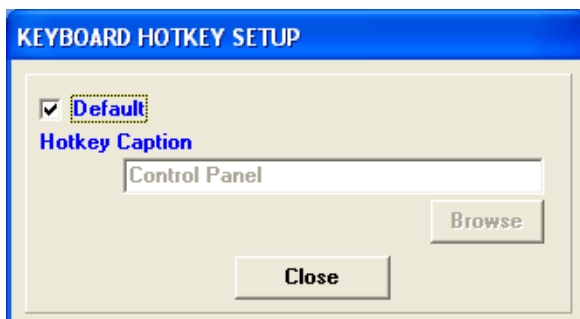 KEYBOARD HOTKEY SETUP
Default
Hotkey Caption
Control Panel
Browse
Close